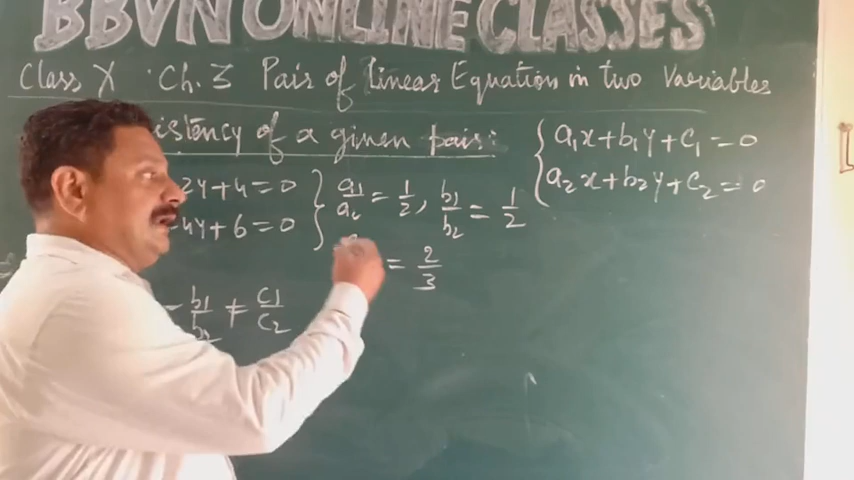 BBVN ONLINE CLASSES
Class X Ch. 3 Pair of linear Equation in two Variables
istency of a given pair:
2y+4=0
4y+6=0
a1/a2 = 1/2, b1/b2 = 1/2
= 2/3
= b1/b2 ≠ c1/c2
a1x+b1y+c1=0
a2x+b2y+c2=0